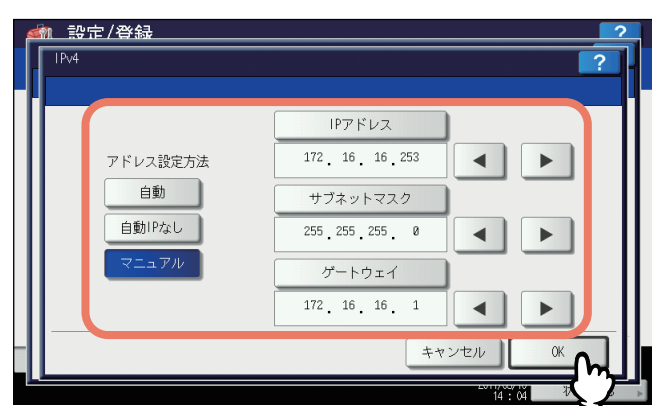 設定/登録
?
IPv4
?
IPアドレス
アドレス設定方法
172. 16. 16.253
自動
サブネットマスク
自動IPなし
255.255.255. 0
マニュアル
ゲートウェイ
172. 16. 16. 1
キャンセル
OK
14:04